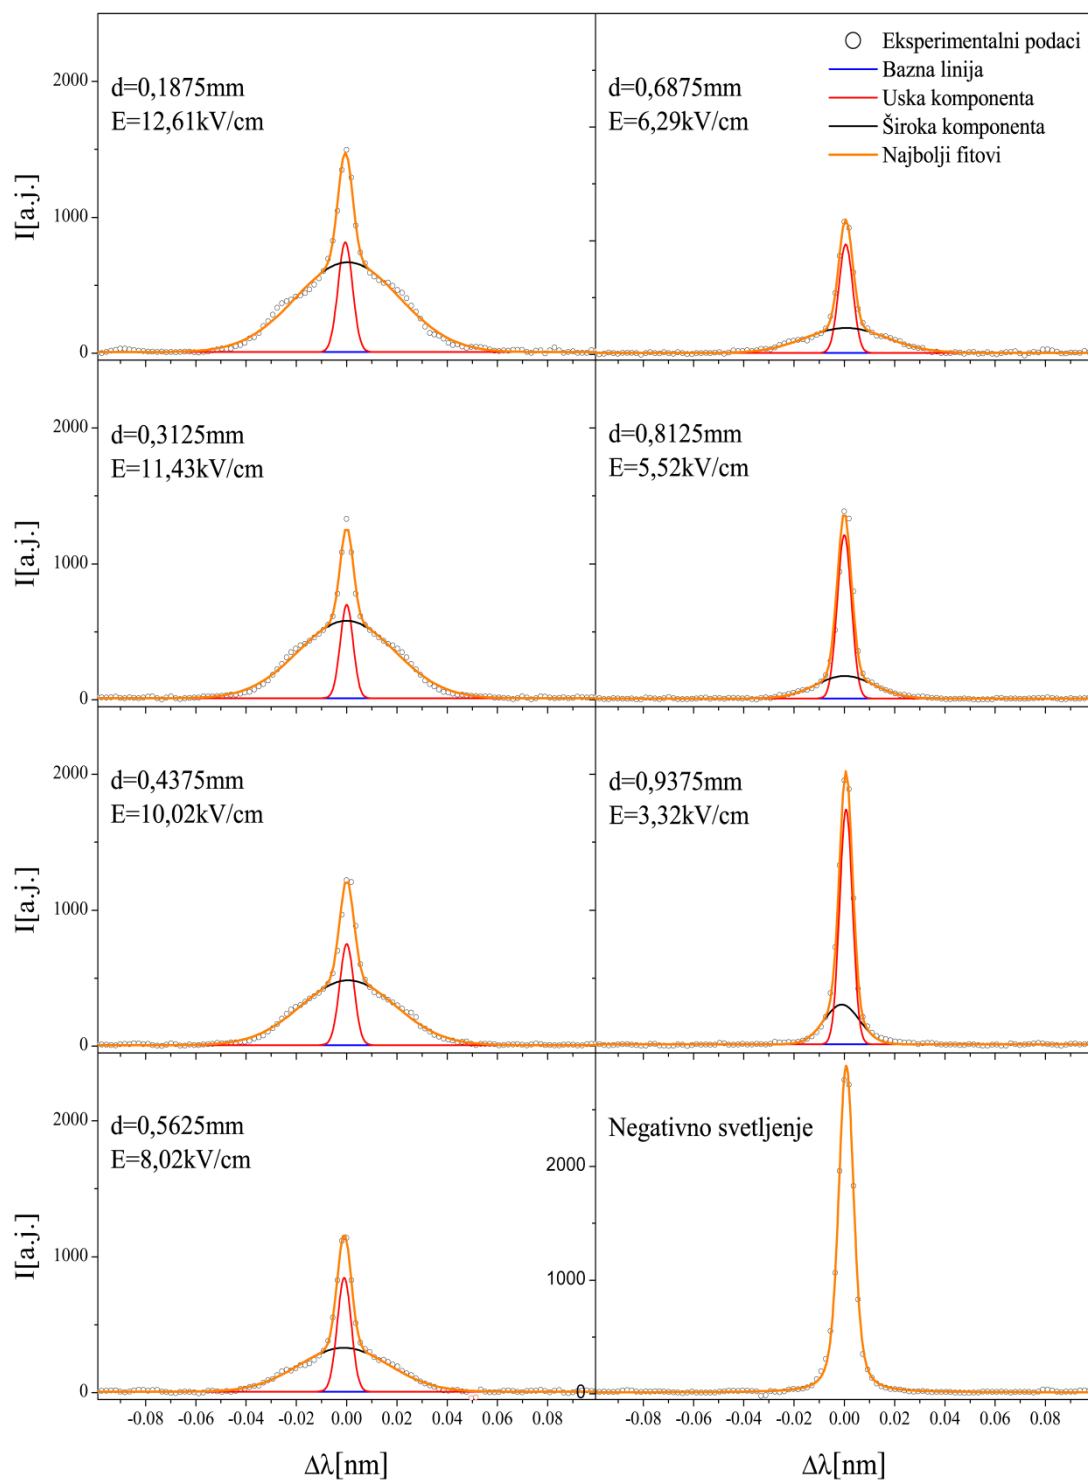 Eksperimentalni podaci
Bazna linija
Uska komponenta
Široka komponenta
Najbolji fitovi
d=0,1875mm
E=12,61kV/cm
d=0,6875mm
E=6,29kV/cm
I[a.j.]
2000
1000
0
d=0,3125mm
E=11,43kV/cm
d=0,8125mm
E=5,52kV/cm
I[a.j.]
2000
1000
0
d=0,4375mm
E=10,02kV/cm
d=0,9375mm
E=3,32kV/cm
I[a.j.]
2000
1000
0
d=0,5625mm
E=8,02kV/cm
Negativno svetljenje
I[a.j.]
2000
1000
0
2000
1000
0
-0.08 -0.06 -0.04 -0.02 0.00 0.02 0.04 0.06 0.08
-0.08 -0.06 -0.04 -0.02 0.00 0.02 0.04 0.06 0.08
Δλ[nm]
Δλ[nm]